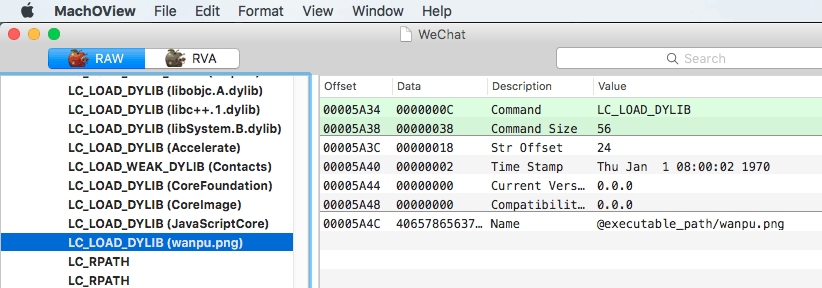 MachOView File Edit Format View Window Help
WeChat
RAW RVA Search
LC_LOAD_DYLIB (libobjc.A.dylib)
LC_LOAD_DYLIB (libc++.1.dylib)
LC_LOAD_DYLIB (libSystem.B.dylib)
LC_LOAD_DYLIB (Accelerate)
LC_LOAD_WEAK_DYLIB (Contacts)
LC_LOAD_DYLIB (CoreFoundation)
LC_LOAD_DYLIB (CoreImage)
LC_LOAD_DYLIB (JavaScriptCore)
LC_LOAD_DYLIB (wanpu.png)
LC_RPATH
LC_RPATH
Offset Data Description Value
00005A34 0000000C Command LC_LOAD_DYLIB
00005A38 00000038 Command Size 56
00005A3C 00000018 Str Offset 24
00005A40 00000002 Time Stamp Thu Jan 1 08:00:02 1970
00005A44 00000000 Current Vers… 0.0.0
00005A48 00000000 Compatibilit… 0.0.0
00005A4C 40657865637… Name @executable_path/wanpu.png